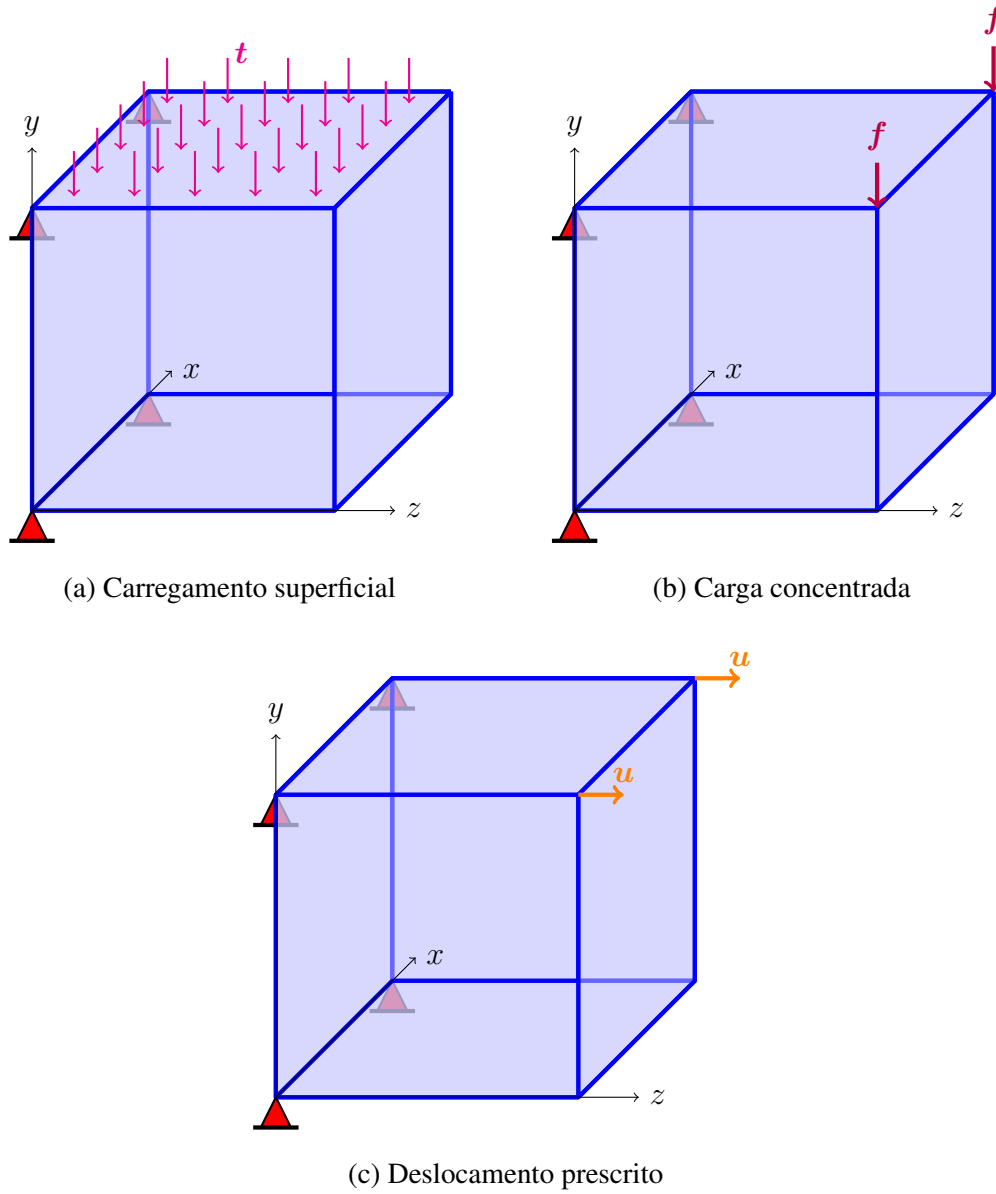 f
t
y
y
f
x
x
z
z
(a) Carregamento superficial
(b) Carga concentrada
u
y
u
x
z
(c) Deslocamento prescrito